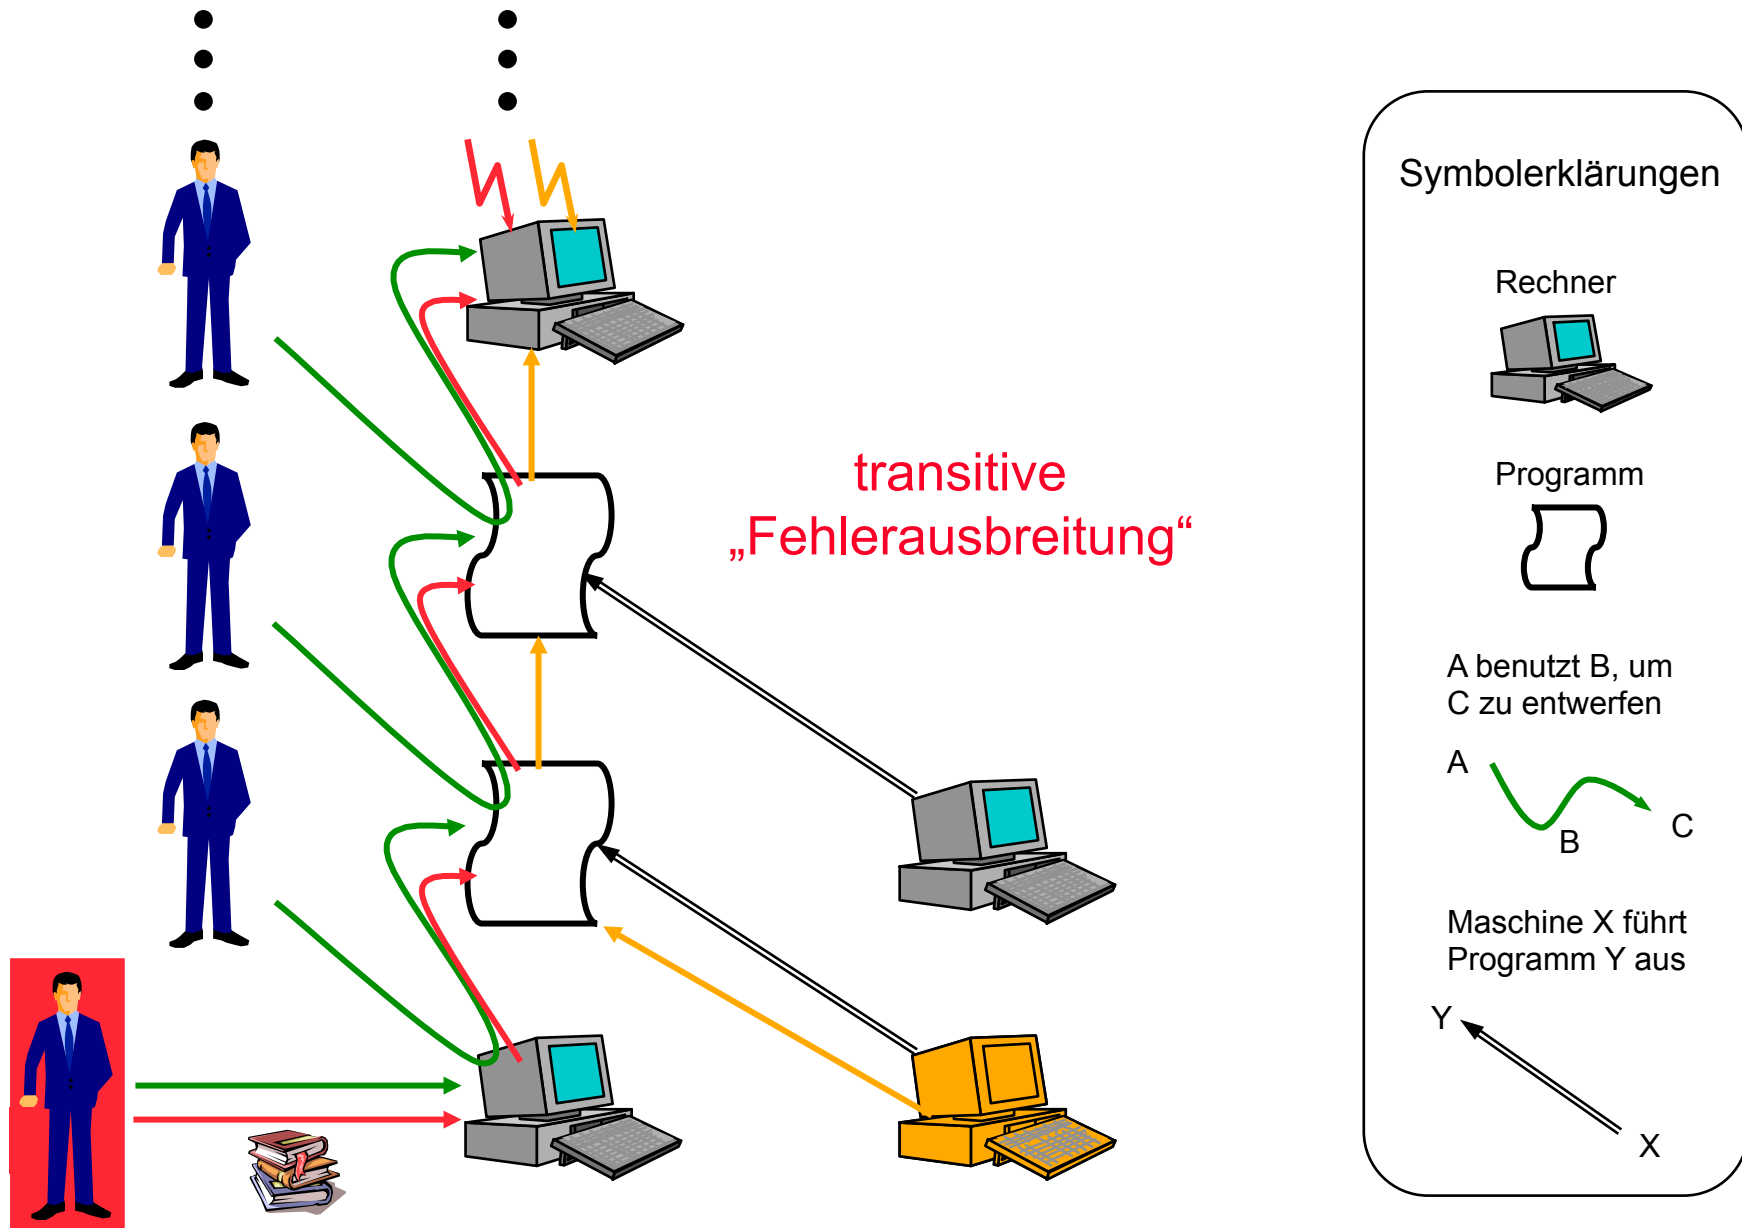 transitive
„Fehlerausbreitung“
Symbolerklärungen
Rechner
Programm
A benutzt B, um
C zu entwerfen
A
B
C
Maschine X führt
Programm Y aus
Y
X